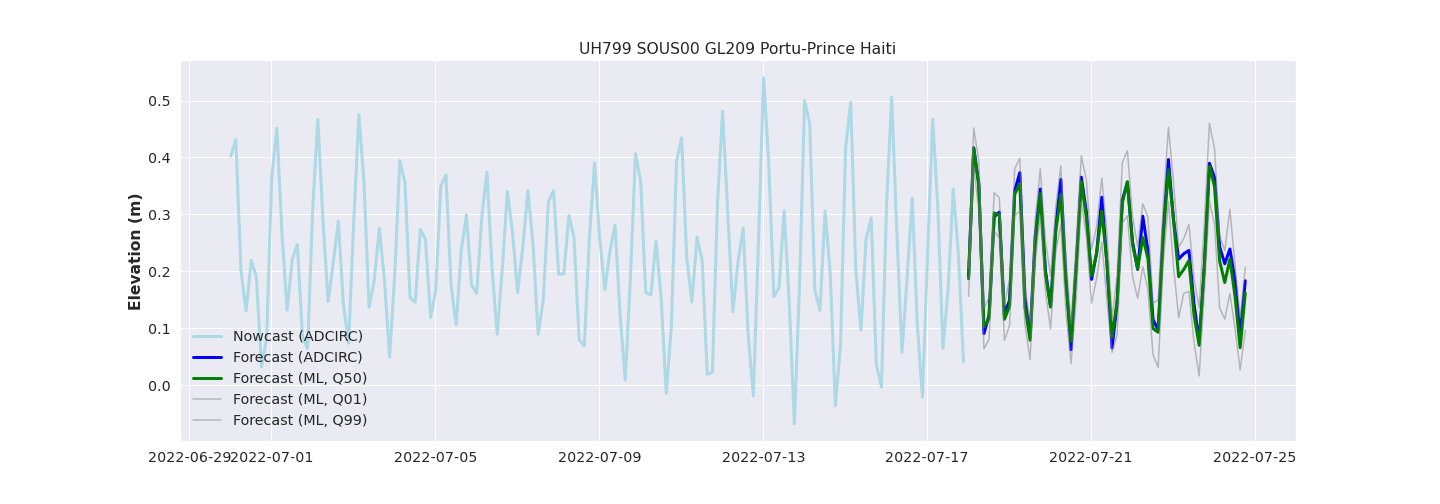 UH799 SOUS00 GL209 Portu-Prince Haiti
Elevation (m)
0.5
0.4
0.3
0.2
0.1
0.0
Nowcast (ADCIRC)
Forecast (ADCIRC)
Forecast (ML, Q50)
Forecast (ML, Q01)
Forecast (ML, Q99)
2022-06-29 2022-07-01 2022-07-05 2022-07-09 2022-07-13 2022-07-17 2022-07-21 2022-07-25